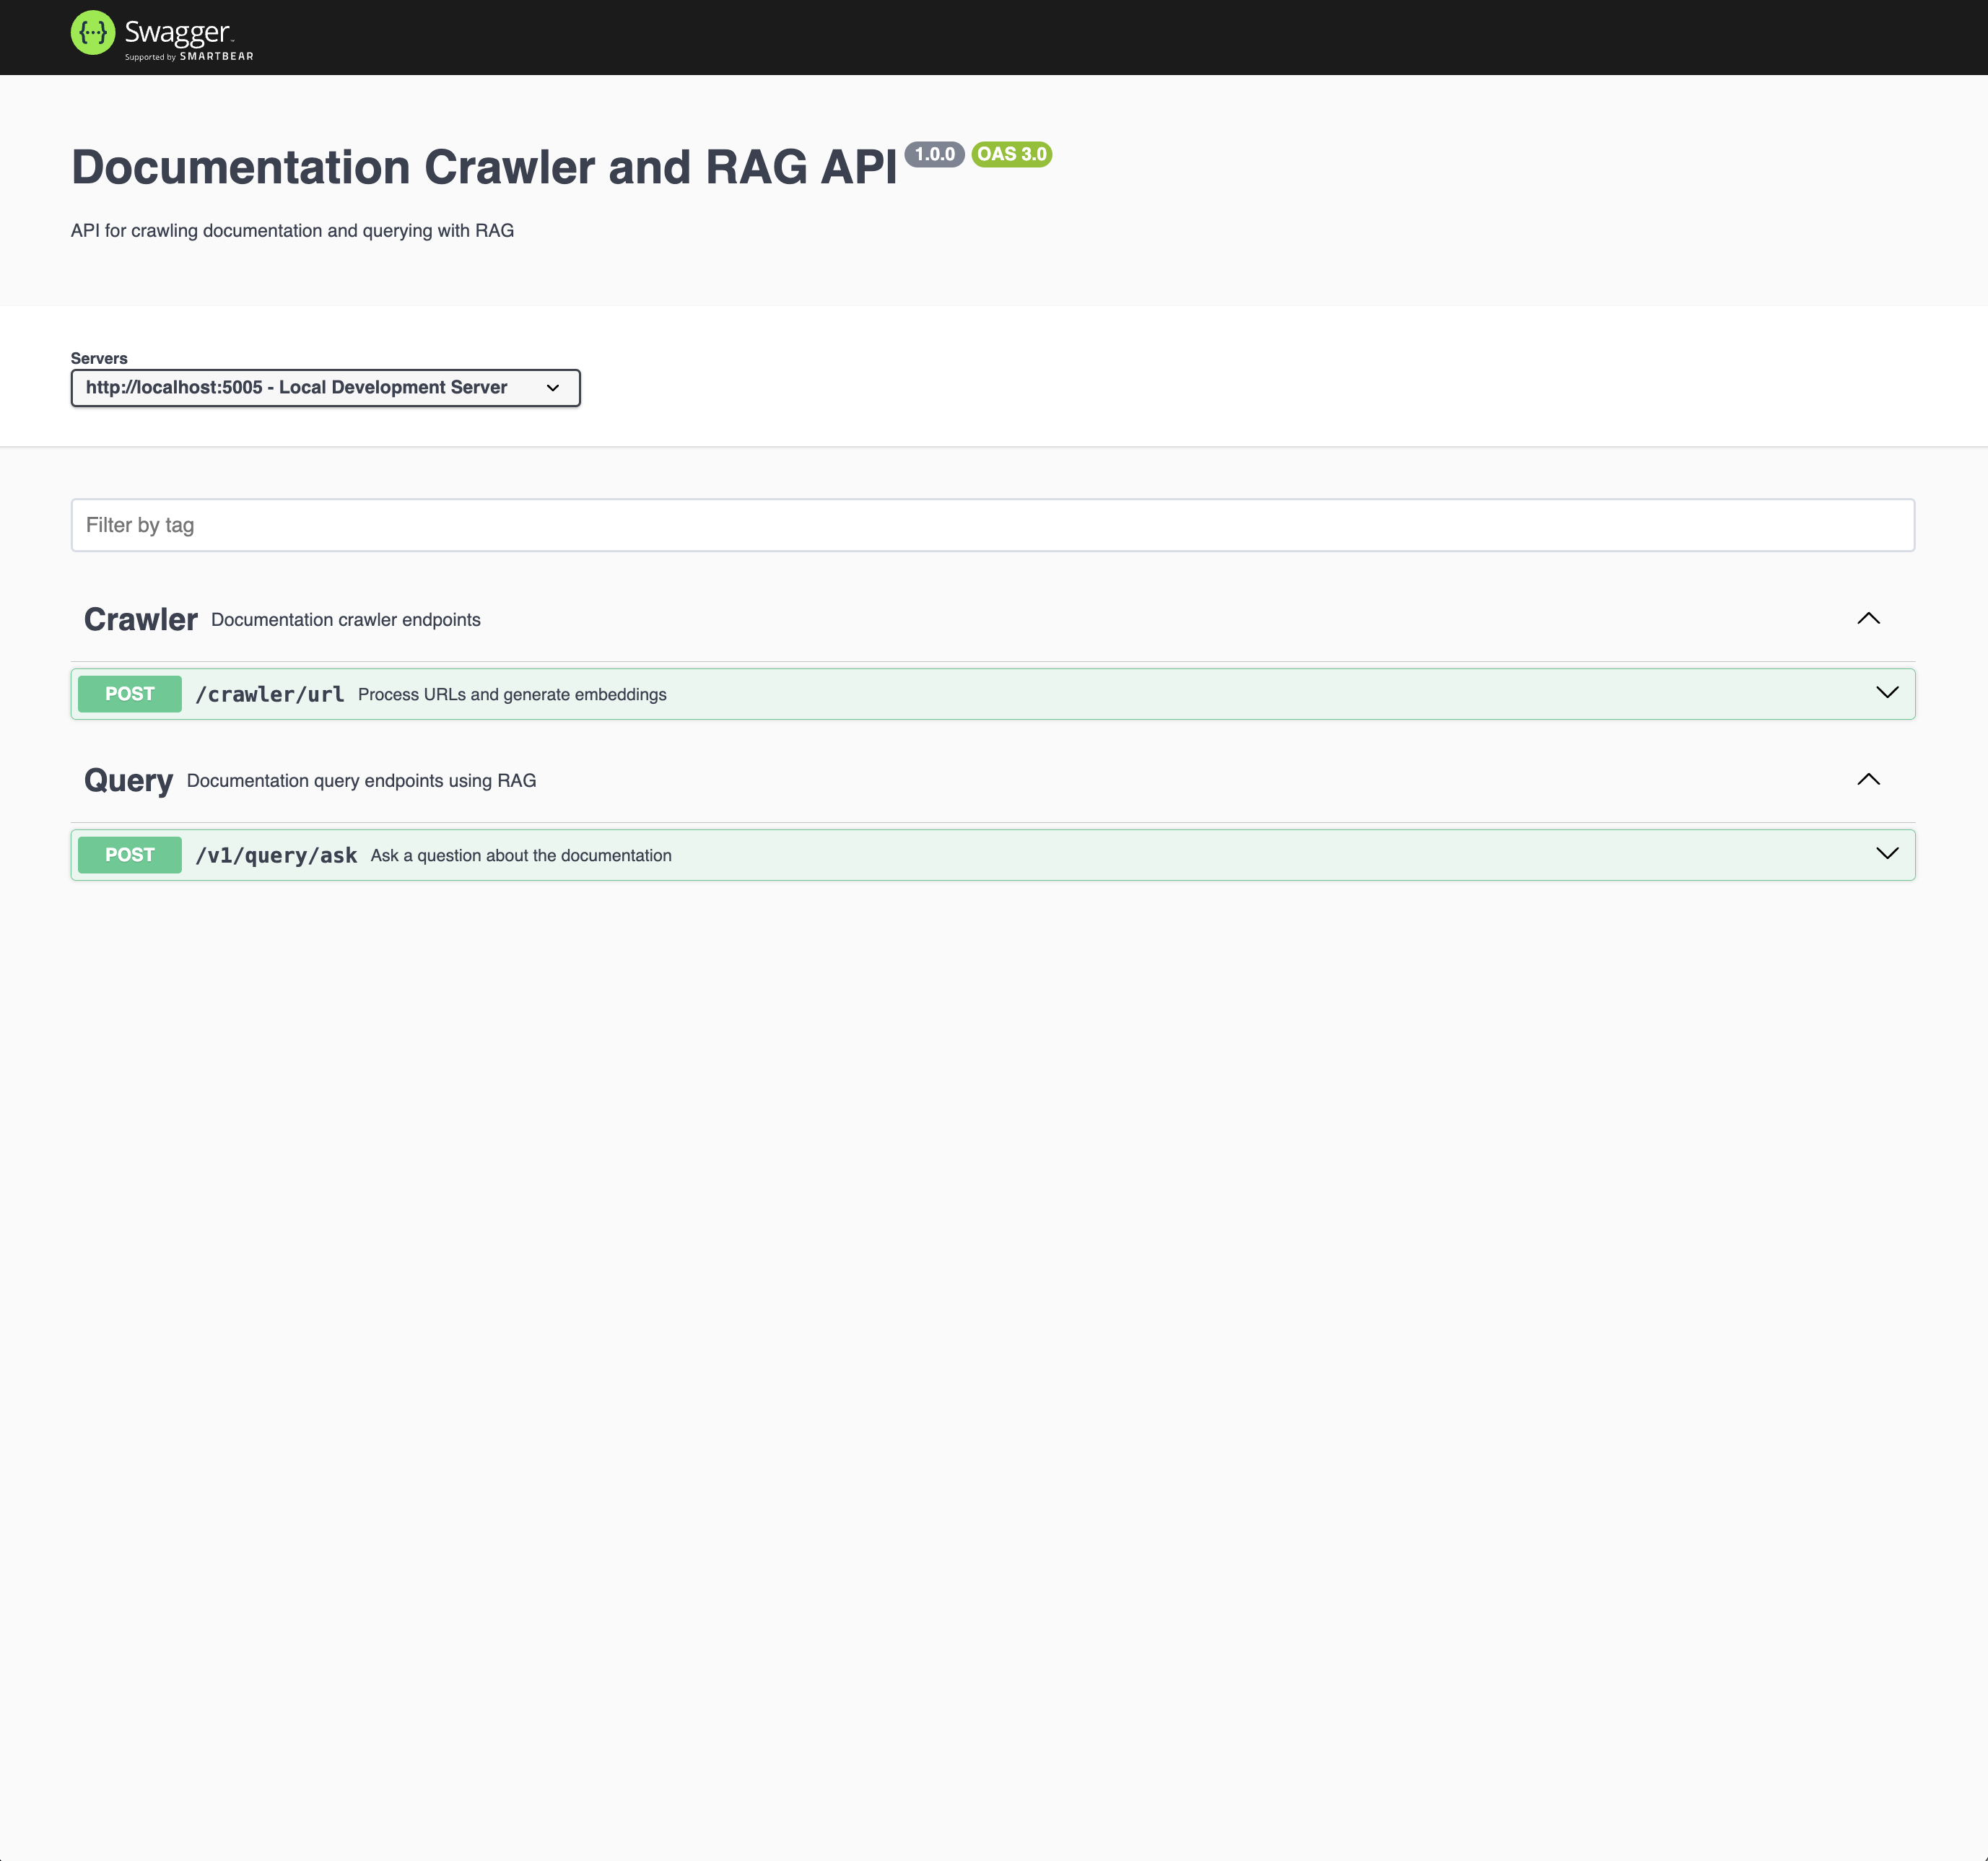 {···} Swagger™
Supported by SMARTBEAR
Documentation Crawler and RAG API 1.0.0 OAS 3.0
API for crawling documentation and querying with RAG
Servers
http://localhost:5005 - Local Development Server
Filter by tag
Crawler Documentation crawler endpoints
POST /crawler/url Process URLs and generate embeddings
Query Documentation query endpoints using RAG
POST /v1/query/ask Ask a question about the documentation